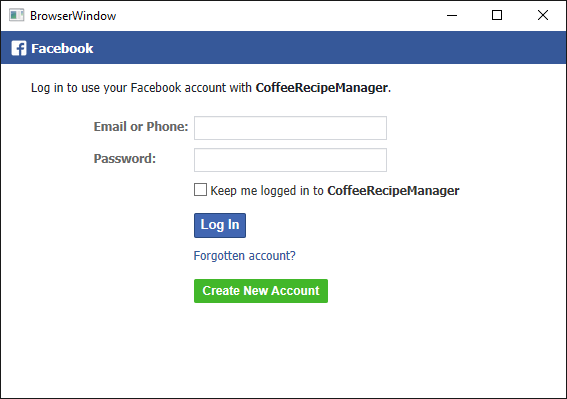 BrowserWindow
Facebook
Log in to use your Facebook account with CoffeeRecipeManager.
Email or Phone:
Password:
Keep me logged in to CoffeeRecipeManager
Log In
Forgotten account?
Create New Account